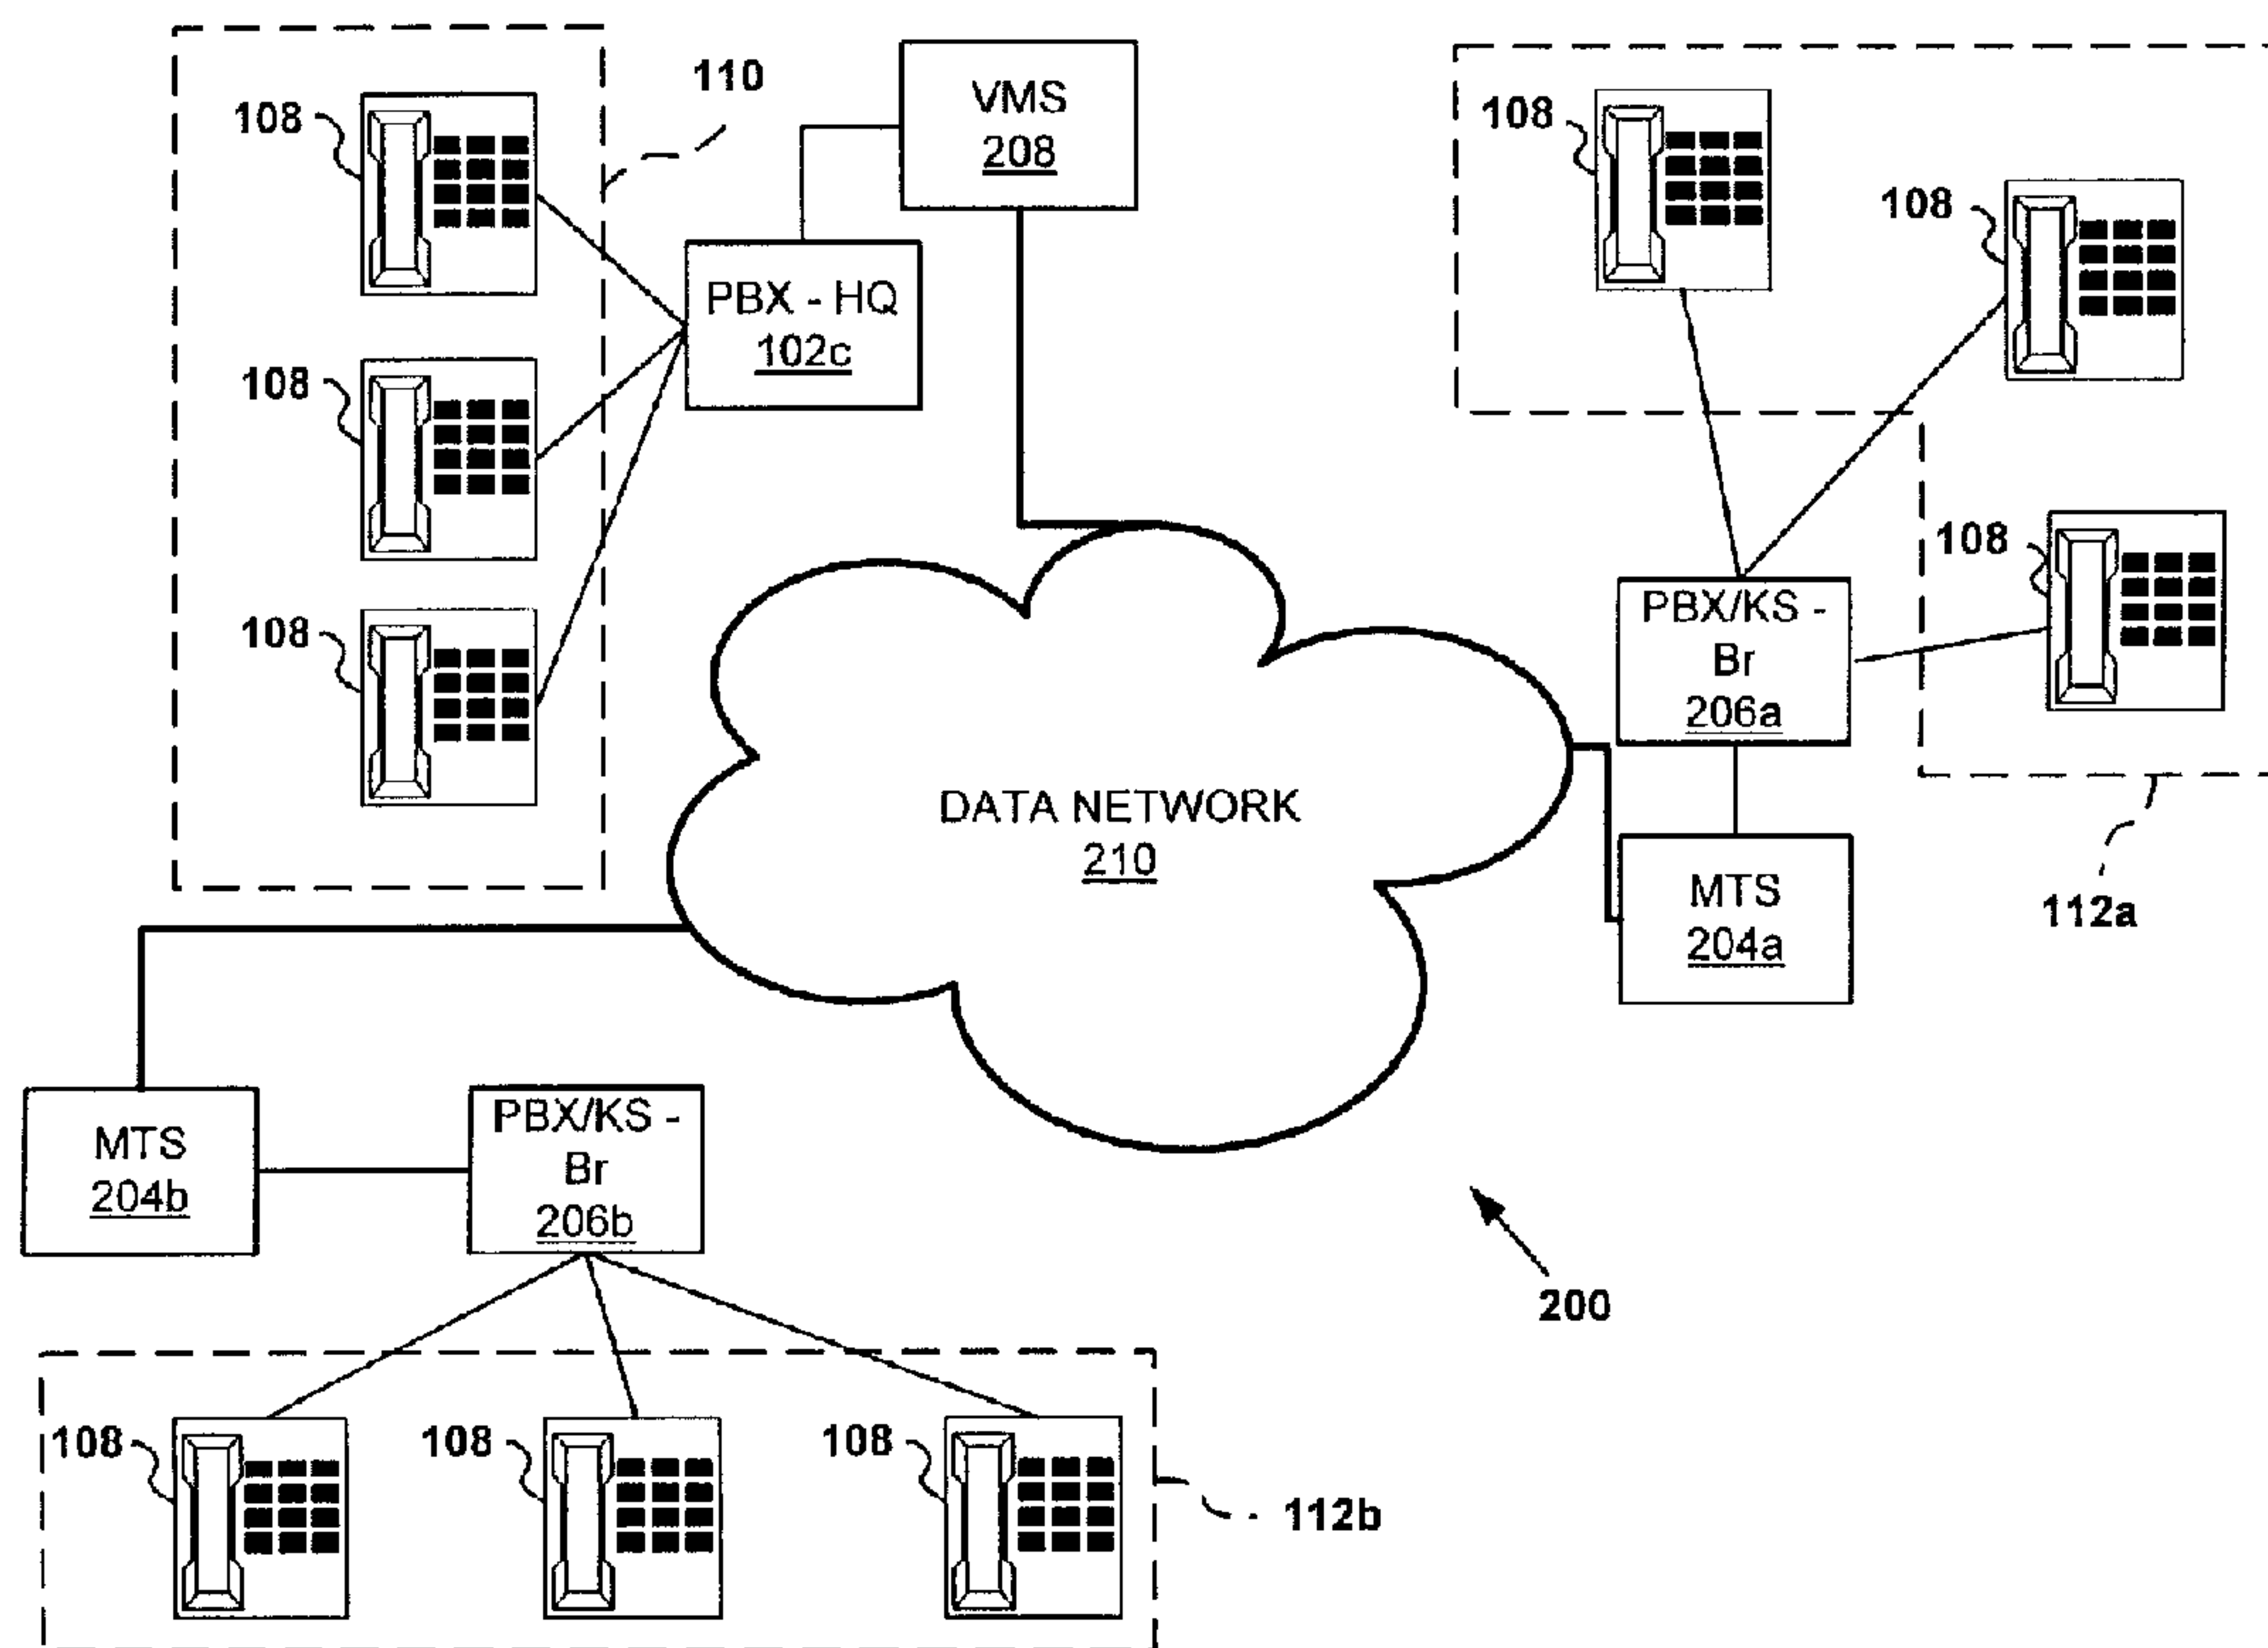 110
VMS
208
108
108
108
PBX - HQ
102c
108
108
108
PBX/KS -
Br
206a
108
DATA NETWORK
210
MTS
204a
112a
MTS
204b
PBX/KS -
Br
206b
200
108
108
108
112b